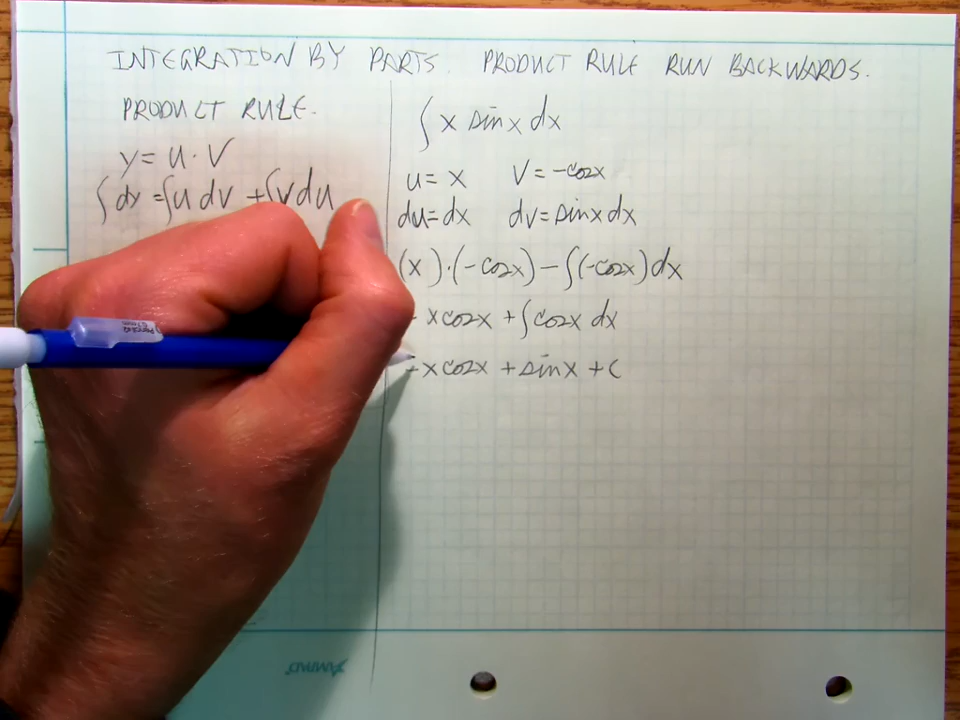 INTEGRATION BY PARTS. PRODUCT RULE RUN BACKWARDS.
PRODUCT RULE.
y = u · v
∫ dy = ∫u dv + ∫v du
∫ x sin x dx
u = x v = -cos x
du = dx dv = sin x dx
(x)·(-cos x) - ∫(-cos x) dx
- x cos x + ∫cos x dx
- x cos x + sin x + C
AMPAD